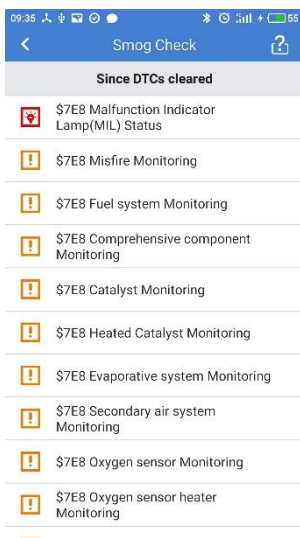 09:35
55
Smog Check
Since DTCs cleared
$7E8 Malfunction Indicator
Lamp(MIL) Status
$7E8 Misfire Monitoring
$7E8 Fuel system Monitoring
$7E8 Comprehensive component
Monitoring
$7E8 Catalyst Monitoring
$7E8 Heated Catalyst Monitoring
$7E8 Evaporative system Monitoring
$7E8 Secondary air system
Monitoring
$7E8 Oxygen sensor Monitoring
$7E8 Oxygen sensor heater
Monitoring